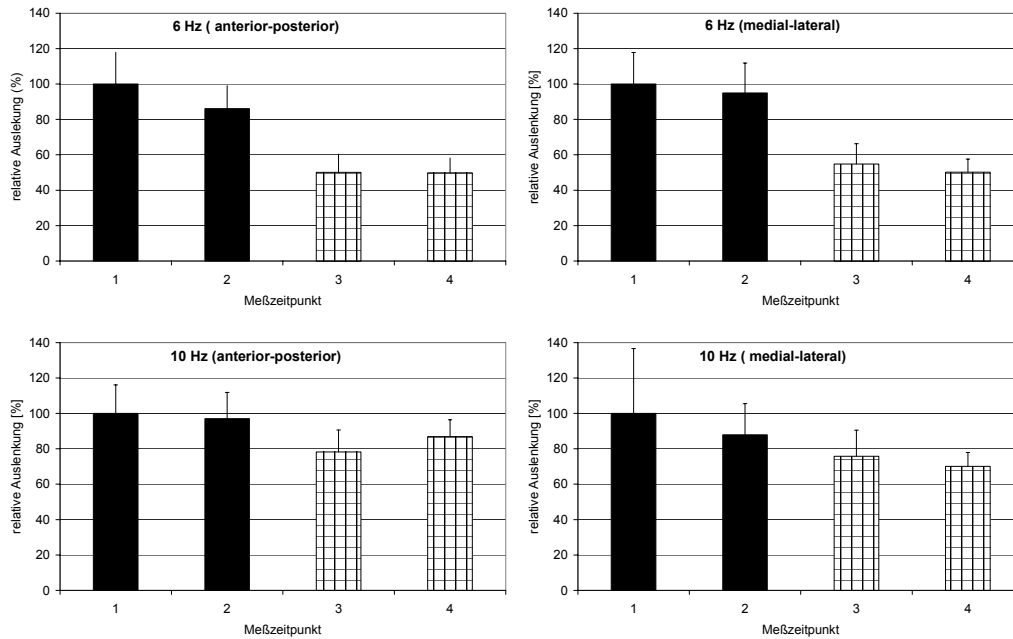 6 Hz ( anterior-posterior)
relative Auslekung (%)
140
120
100
80
60
40
20
0
1 2 3 4
Meßzeitpunkt
6 Hz (medial-lateral)
relative Auslenkung [%]
140
120
100
80
60
40
20
0
1 2 3 4
Meßzeitpunkt
10 Hz (anterior-posterior)
relative Auslenkung [%]
140
120
100
80
60
40
20
0
1 2 3 4
Meßzeitpunkt
10 Hz ( medial-lateral)
relative Auslenkung [%]
140
120
100
80
60
40
20
0
1 2 3 4
Meßzeitpunkt